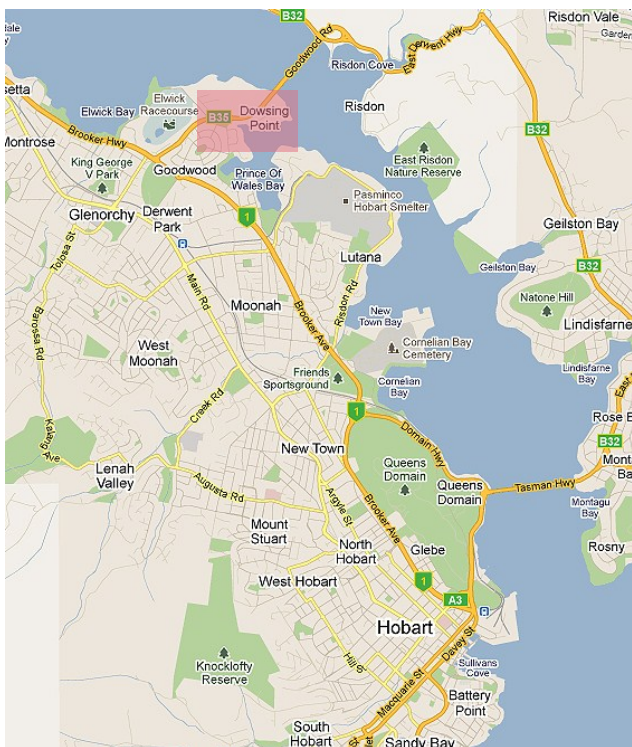 B32
Risdon Vale
Goodwood Rd
East Derwent Hwy
Risdon Cove
Risdon
Elwick Bay
Elwick
Racecourse
B35
Dowsing
Point
B32
Brooker Hwy
Montrose
King George
V Park
Goodwood
Prince Of
Wales Bay
East Risdon
Nature Reserve
Pasminco
Hobart Smelter
Glenorchy
Derwent
Park
1
Geilston Bay
Tolosa St
Lutana
Geilston Bay
B32
Main Rd
Risdon Rd
Natone Hill
Barossa Rd
Moonah
Brooker Ave
New
Town Bay
Lindisfarne
West
Moonah
Cornelian Bay
Cemetery
Lindisfarne
Bay
Friends
Sportsground
Cornelian
Bay
Creek Rd
1
Rose B
Kalang
Ave
New Town
Domain Hwy
B32
Lenah
Valley
Queens
Domain
Queens
Domain
Tasman Hwy
Augusta Rd
Argyle St
Brooker Ave
Montagu
Bay
Mount
Stuart
North
Hobart
Glebe
Rosny
West Hobart
1
A3
Hobart
Davey St
Hill St
Knocklofty
Reserve
Sullivans
Cove
Macquarie St
Battery
Point
South
Hobart
Sandy Bay